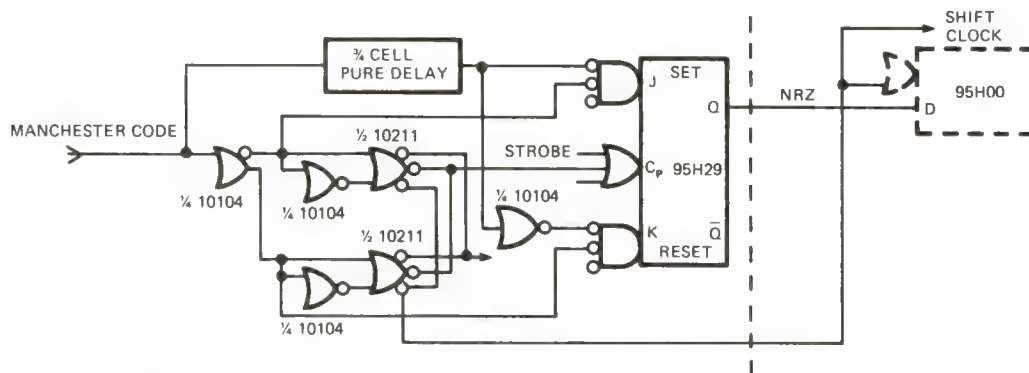 SHIFT
CLOCK
¾ CELL
PURE DELAY
SET
J
Q
NRZ
D
95H00
MANCHESTER CODE
½ 10211
STROBE
Cp
95H29
¼ 10104
¼ 10104
¼ 10104
½ 10211
K
Q̅
RESET
¼ 10104